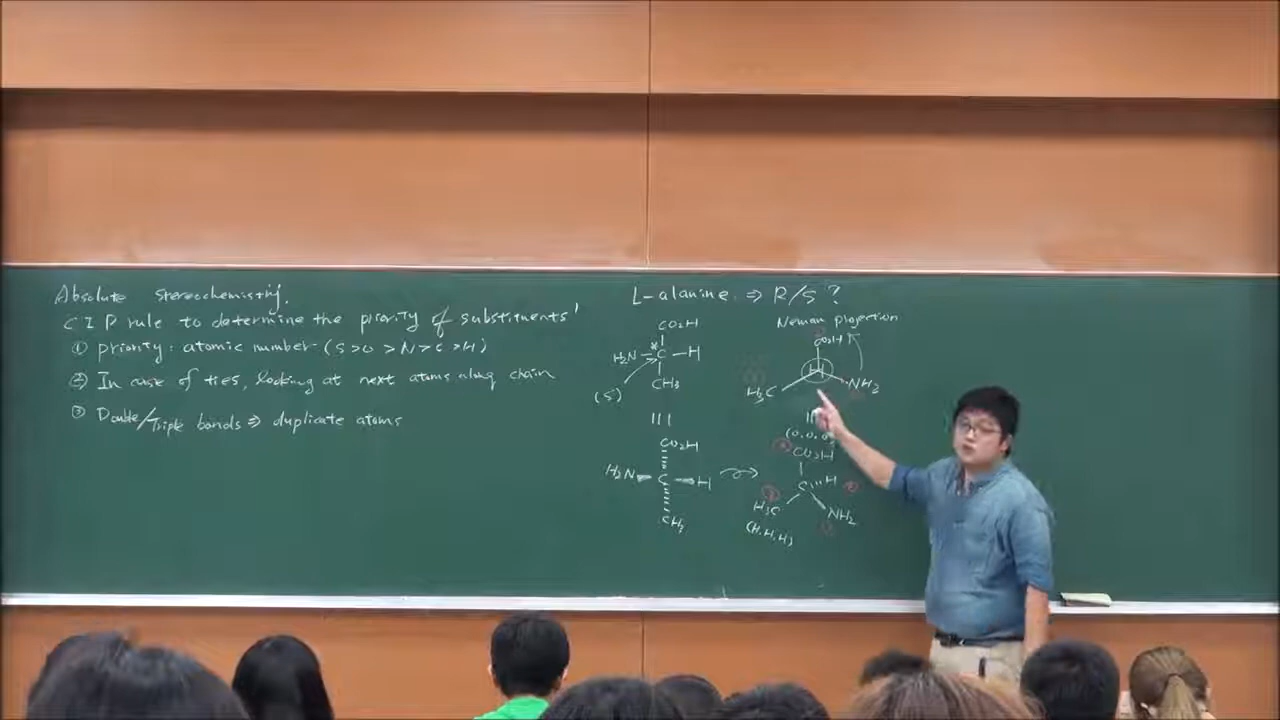 Absolute stereochemistry.
CIP rule to determine the priority of substituents'
① priority: atomic number (S>O>N>C>H)
② In case of ties, looking at next atoms along chain
③ Double/Triple bonds ⇒ duplicate atoms
L-alanine ⇒ R/S ?
CO2H
H2N — C — H
*
CH3
(S)
|||
CO2H
H2N C H
CH3
Neman projection
CO2H
H
H3C NH2
||
(O,O,O)
CO2H
C H
H3C
NH2
(H,H,H)